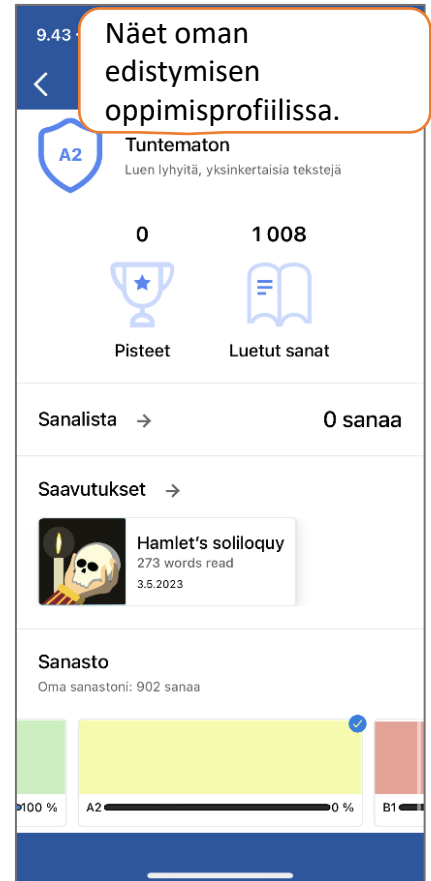 9.43
Näet oman
edistymisen
oppimisprofiilissa.
A2
Tuntematon
Luen lyhyitä, yksinkertaisia tekstejä
0
1 008
Pisteet
Luetut sanat
Sanalista → 0 sanaa
Saavutukset →
Hamlet's soliloquy
273 words read
3.5.2023
Sanasto
Oma sanastoni: 902 sanaa
100 % A2 0 % B1